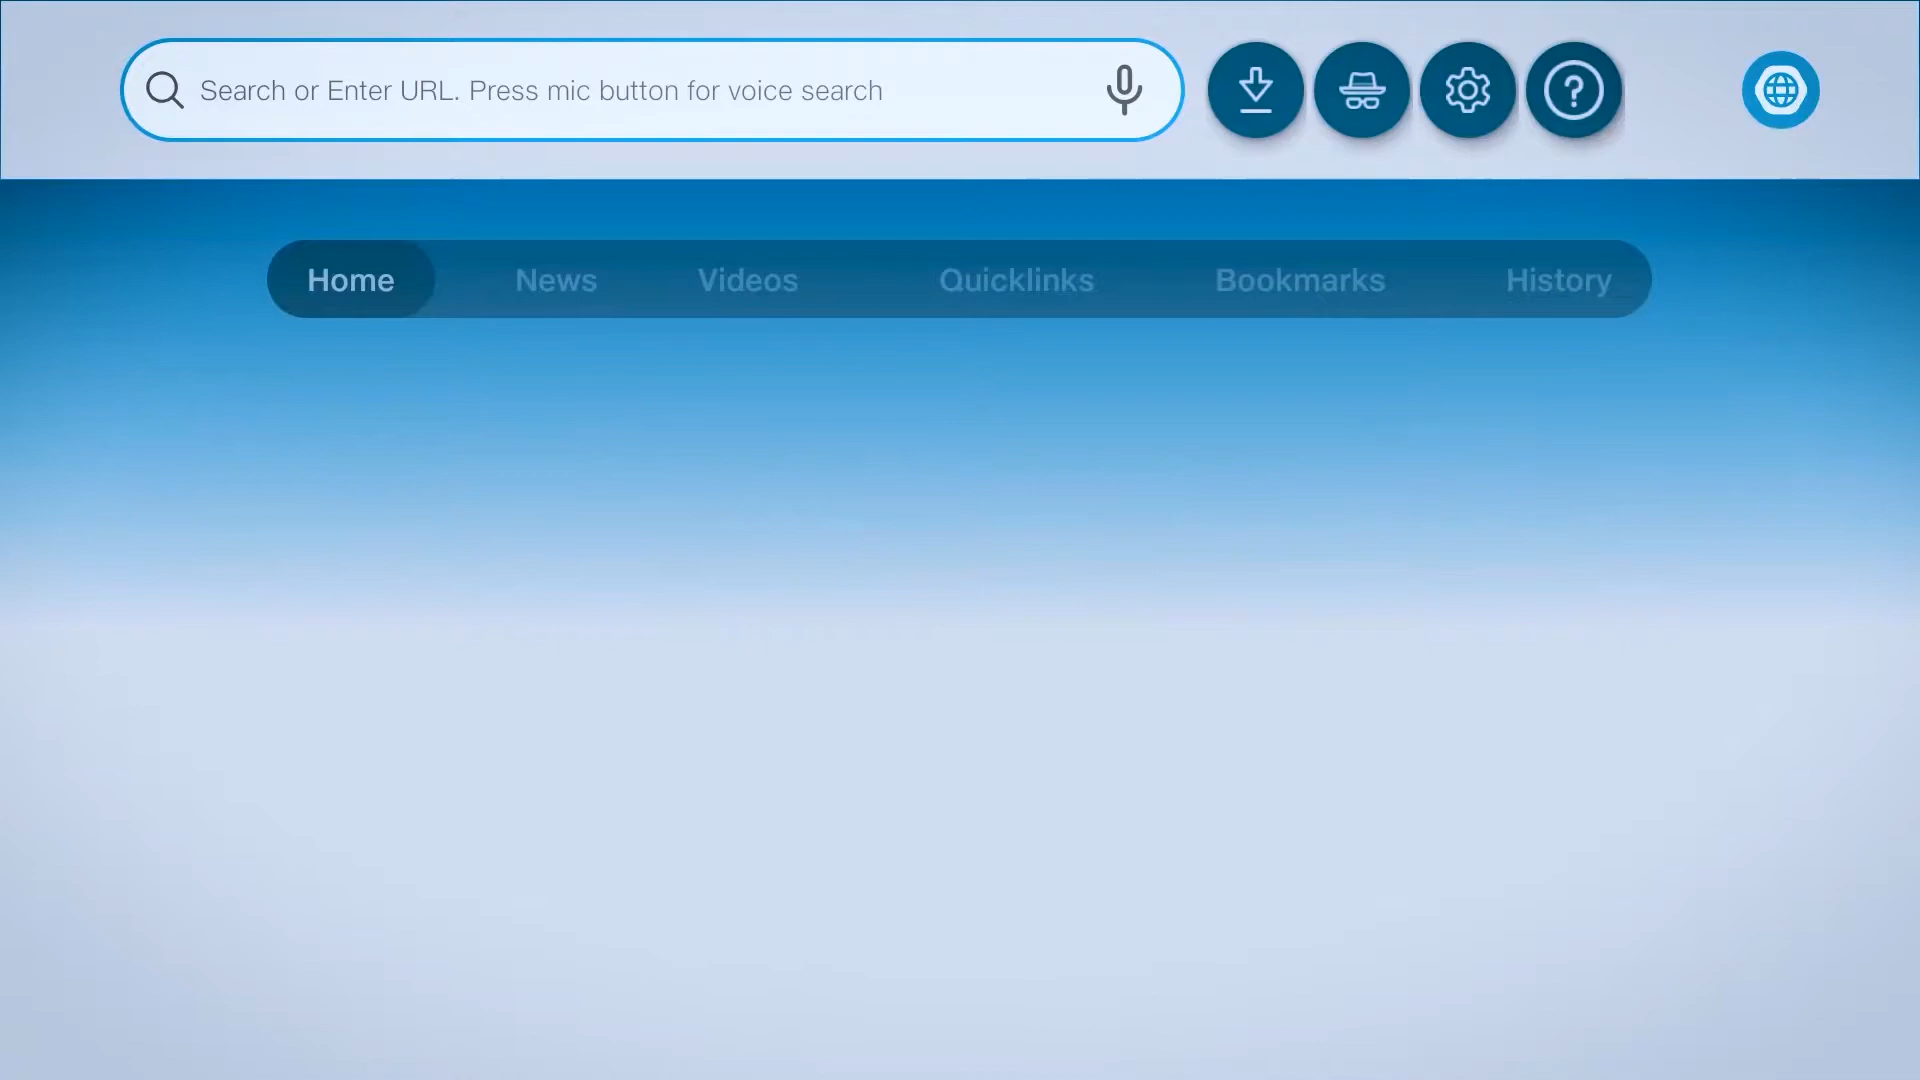 Search or Enter URL. Press mic button for voice search
Home News Videos Quicklinks Bookmarks History